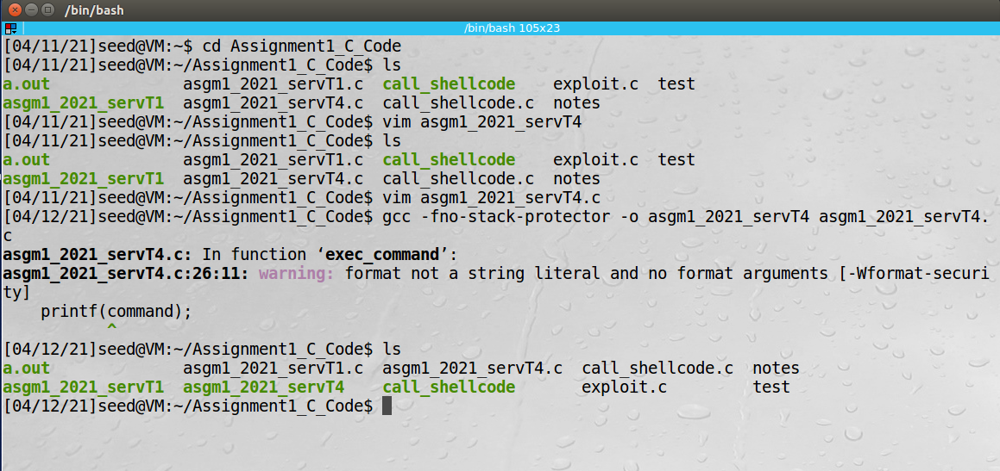 /bin/bash
/bin/bash 105x23
[04/11/21]seed@VM:~$ cd Assignment1_C_Code
[04/11/21]seed@VM:~/Assignment1_C_Code$ ls
a.out              asgm1_2021_servT1.c  call_shellcode    exploit.c  test
asgm1_2021_servT1  asgm1_2021_servT4.c  call_shellcode.c  notes
[04/11/21]seed@VM:~/Assignment1_C_Code$ vim asgm1_2021_servT4
[04/11/21]seed@VM:~/Assignment1_C_Code$ ls
a.out              asgm1_2021_servT1.c  call_shellcode    exploit.c  test
asgm1_2021_servT1  asgm1_2021_servT4.c  call_shellcode.c  notes
[04/11/21]seed@VM:~/Assignment1_C_Code$ vim asgm1_2021_servT4.c
[04/12/21]seed@VM:~/Assignment1_C_Code$ gcc -fno-stack-protector -o asgm1_2021_servT4 asgm1_2021_servT4.
c
asgm1_2021_servT4.c: In function ‘exec_command’:
asgm1_2021_servT4.c:26:11: warning: format not a string literal and no format arguments [-Wformat-securi
ty]
    printf(command);
           ^
[04/12/21]seed@VM:~/Assignment1_C_Code$ ls
a.out              asgm1_2021_servT1.c  asgm1_2021_servT4.c  call_shellcode.c  notes
asgm1_2021_servT1  asgm1_2021_servT4    call_shellcode       exploit.c         test
[04/12/21]seed@VM:~/Assignment1_C_Code$